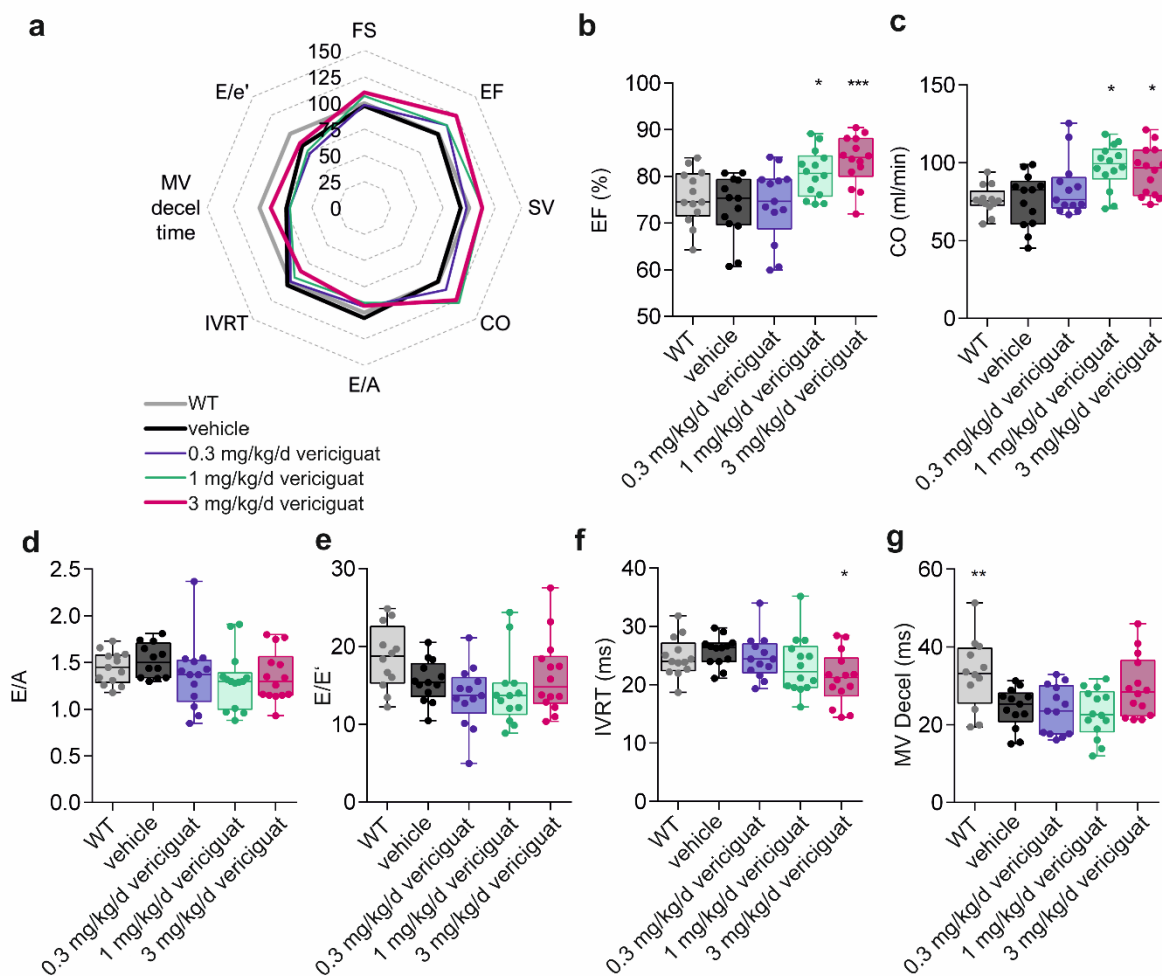 a
FS
150
125
100
75
50
25
0
E/e'
EF
MV
decel
time
SV
IVRT
CO
E/A
WT
vehicle
0.3 mg/kg/d vericiguat
1 mg/kg/d vericiguat
3 mg/kg/d vericiguat
b
EF (%)
100
90
80
70
60
50
*
***
WT
vehicle
0.3 mg/kg/d vericiguat
1 mg/kg/d vericiguat
3 mg/kg/d vericiguat
c
CO (ml/min)
150
100
50
0
*
*
WT
vehicle
0.3 mg/kg/d vericiguat
1 mg/kg/d vericiguat
3 mg/kg/d vericiguat
d
E/A
2.5
2.0
1.5
1.0
0.5
0.0
WT
vehicle
0.3 mg/kg/d vericiguat
1 mg/kg/d vericiguat
3 mg/kg/d vericiguat
e
E/E'
30
20
10
0
WT
vehicle
0.3 mg/kg/d vericiguat
1 mg/kg/d vericiguat
3 mg/kg/d vericiguat
f
IVRT (ms)
40
30
20
10
0
*
WT
vehicle
0.3 mg/kg/d vericiguat
1 mg/kg/d vericiguat
3 mg/kg/d vericiguat
g
MV Decel (ms)
60
40
20
0
**
WT
vehicle
0.3 mg/kg/d vericiguat
1 mg/kg/d vericiguat
3 mg/kg/d vericiguat